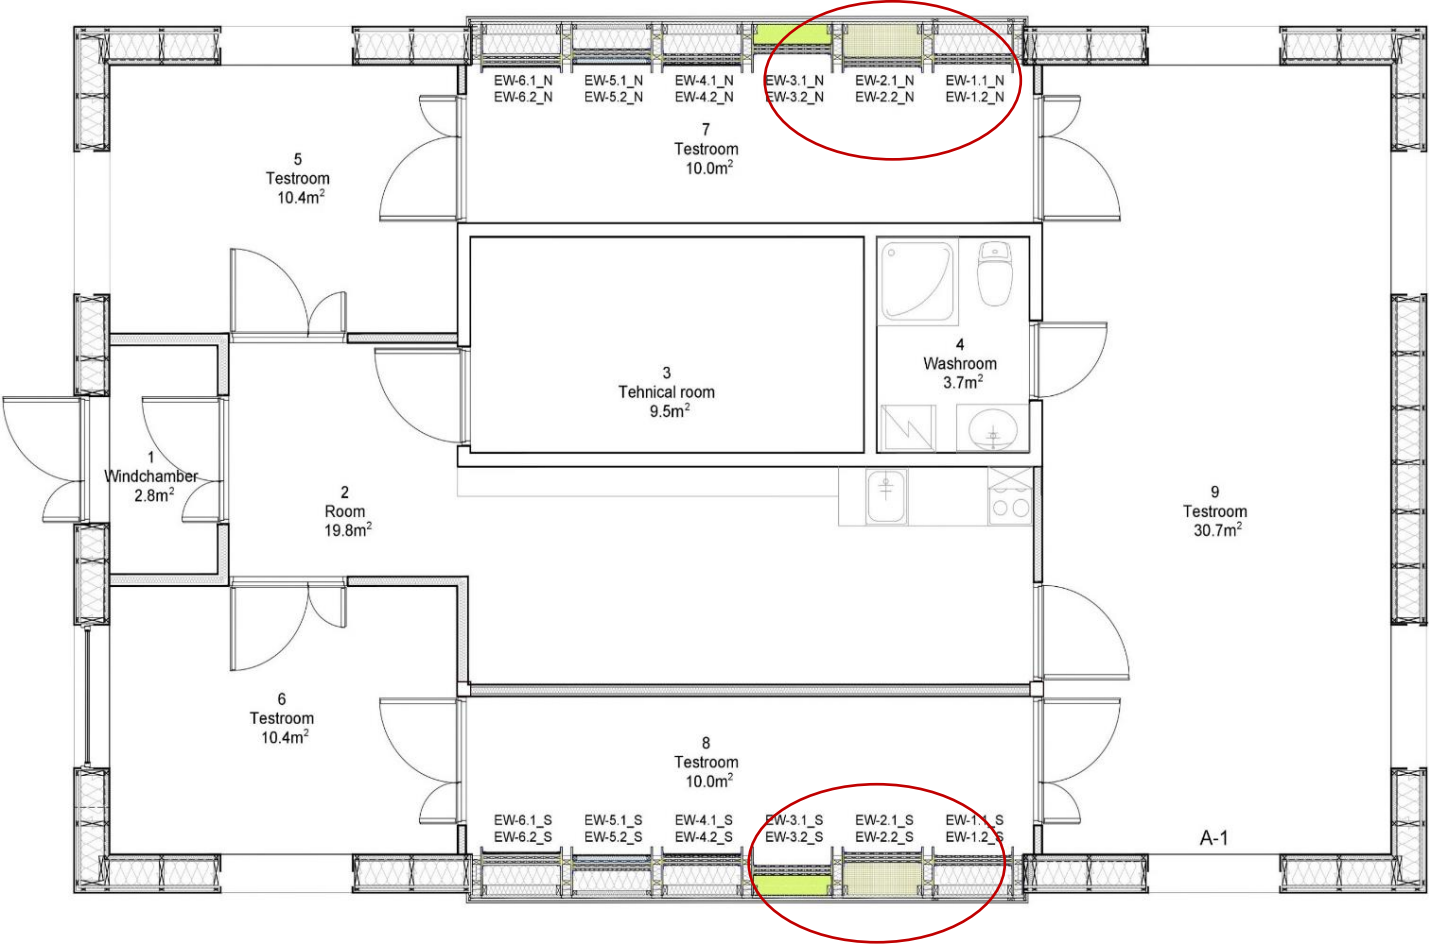 EW-6.1_N EW-5.1_N EW-4.1_N EW-3.1_N EW-2.1_N EW-1.1_N
EW-6.2_N EW-5.2_N EW-4.2_N EW-3.2_N EW-2.2_N EW-1.2_N
7
Testroom
10.0m²
5
Testroom
10.4m²
3
Tehnical room
9.5m²
4
Washroom
3.7m²
1
Windchamber
2.8m²
2
Room
19.8m²
9
Testroom
30.7m²
6
Testroom
10.4m²
8
Testroom
10.0m²
EW-6.1_S EW-5.1_S EW-4.1_S EW-3.1_S EW-2.1_S EW-1.1_S
EW-6.2_S EW-5.2_S EW-4.2_S EW-3.2_S EW-2.2_S EW-1.2_S
A-1